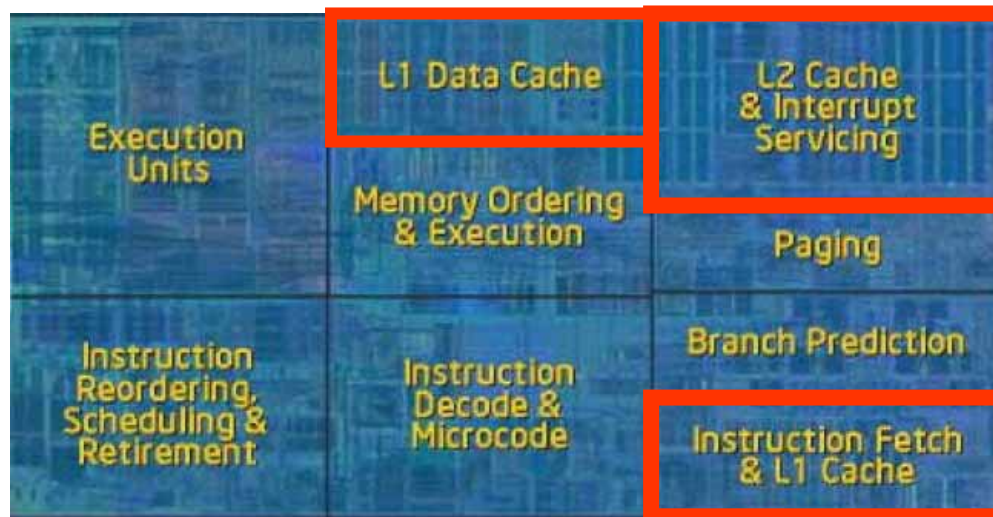 Execution
Units
L1 Data Cache
L2 Cache
& Interrupt
Servicing
Memory Ordering
& Execution
Paging
Instruction
Reordering,
Scheduling &
Retirement
Instruction
Decode &
Microcode
Branch Prediction
Instruction Fetch
& L1 Cache